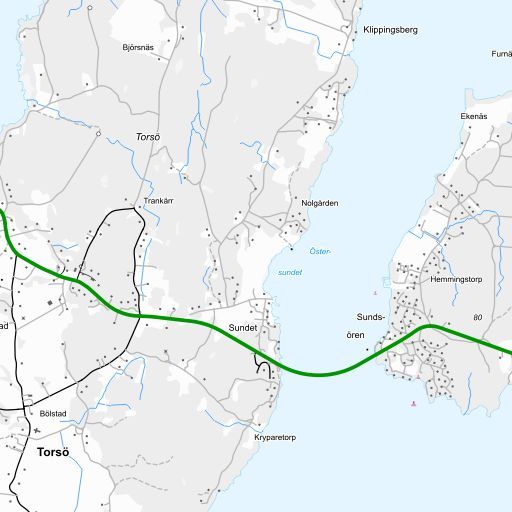 Klippingsberg
Björsnäs
Furnä
Ekenäs
Torsö
Trankärr
Nolgården
Öster-
sundet
Hemmingstorp
Sunds-
ören
80
Sundet
ad
Bölstad
Kryparetorp
Torsö